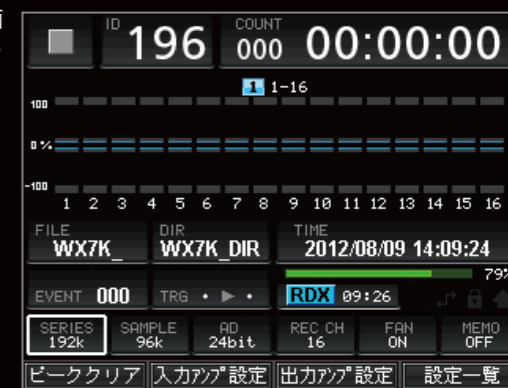 ID 196 COUNT 000 00:00:00
1 1-16
100
0%
-100
1 2 3 4 5 6 7 8 9 10 11 12 13 14 15 16
FILE DIR TIME
WX7K_ WX7K_DIR 2012/08/09 14:09:24
79%
EVENT 000 TRG RDX 09:26
SERIES SAMPLE AD REC CH FAN MEMO
192k 96k 24bit 16 ON OFF
ピーククリア 入力アンプ設定 出力アンプ設定 設定一覧